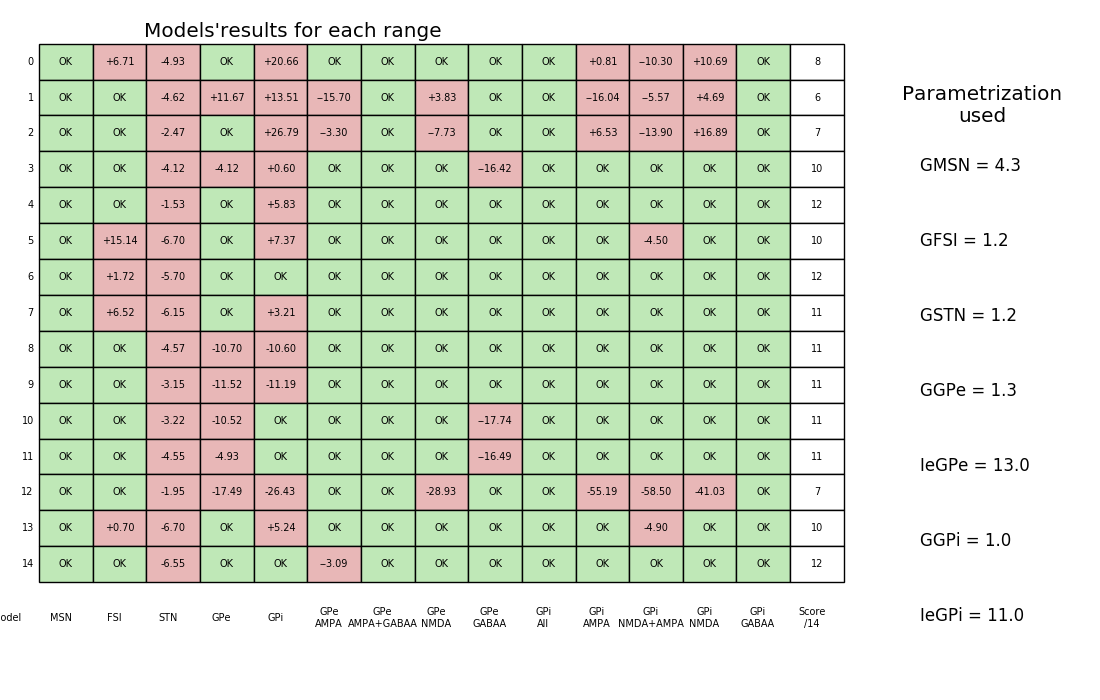 Models'results for each range
0 OK +6.71 -4.93 OK +20.66 OK OK OK OK OK +0.81 --10.30 +10.69 OK 8
1 OK OK -4.62 +11.67 +13.51 --15.70 OK +3.83 OK OK --16.04 --5.57 +4.69 OK 6
2 OK OK -2.47 OK +26.79 --3.30 OK --7.73 OK OK +6.53 --13.90 +16.89 OK 7
3 OK OK -4.12 -4.12 +0.60 OK OK OK --16.42 OK OK OK OK OK 10
4 OK OK -1.53 OK +5.83 OK OK OK OK OK OK OK OK OK 12
5 OK +15.14 -6.70 OK +7.37 OK OK OK OK OK OK -4.50 OK OK 10
6 OK +1.72 -5.70 OK OK OK OK OK OK OK OK OK OK OK 12
7 OK +6.52 -6.15 OK +3.21 OK OK OK OK OK OK OK OK OK 11
8 OK OK -4.57 -10.70 -10.60 OK OK OK OK OK OK OK OK OK 11
9 OK OK -3.15 -11.52 -11.19 OK OK OK OK OK OK OK OK OK 11
10 OK OK -3.22 -10.52 OK OK OK OK --17.74 OK OK OK OK OK 11
11 OK OK -4.55 -4.93 OK OK OK OK --16.49 OK OK OK OK OK 11
12 OK OK -1.95 -17.49 -26.43 OK OK -28.93 OK OK -55.19 -58.50 -41.03 OK 7
13 OK +0.70 -6.70 OK +5.24 OK OK OK OK OK OK -4.90 OK OK 10
14 OK OK -6.55 OK OK --3.09 OK OK OK OK OK OK OK OK 12
odel MSN FSI STN GPe GPi GPe GPe GPe GPe GPi GPi GPi GPi GPi Score
AMPA AMPA+GABAA NMDA GABAA All AMPA NMDA+AMPA NMDA GABAA /14
Parametrization
used
GMSN = 4.3
GFSI = 1.2
GSTN = 1.2
GGPe = 1.3
IeGPe = 13.0
GGPi = 1.0
IeGPi = 11.0